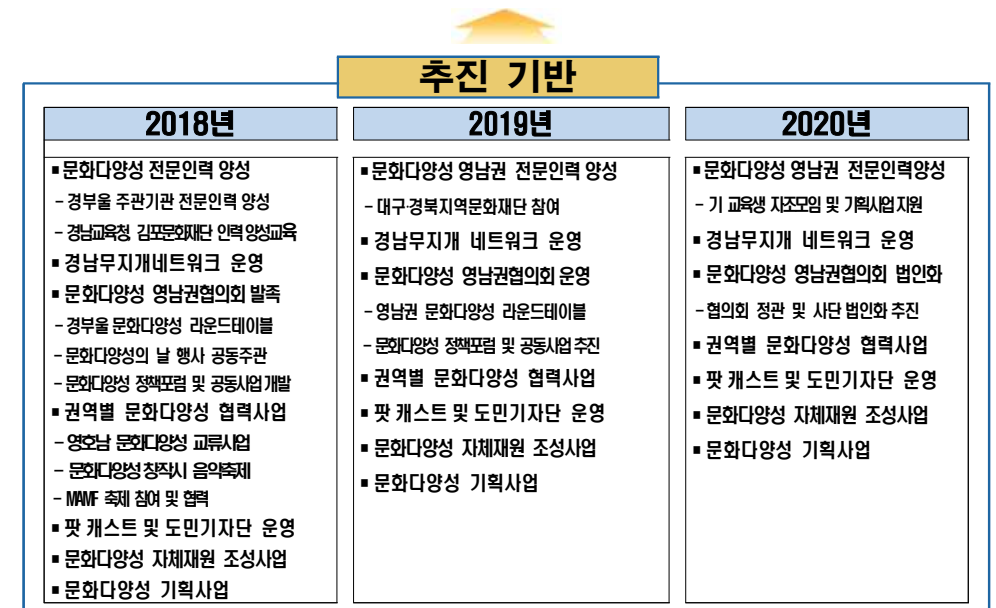 추진 기반
2018년
■ 문화다양성 전문인력 양성
- 경부울 주관기관 전문인력 양성
- 경남교육청, 김포문화재단 인력양성교육
■ 경남무지개네트워크 운영
■ 문화다양성 영남권협의회 발족
- 경부울 문화다양성 라운드테이블
- 문화다양성의 날 행사 공동주관
- 문화다양성 정책포럼 및 공동사업개발
■ 권역별 문화다양성 협력사업
- 영호남 문화다양성 교류사업
- 문화다양성 창작시 음악축제
- MAMF 축제 참여 및 협력
■ 팟 캐스트 및 도민기자단 운영
■ 문화다양성 자체재원 조성사업
■ 문화다양성 기획사업
2019년
■ 문화다양성 영남권 전문인력 양성
- 대구·경북지역문화재단 참여
■ 경남무지개 네트워크 운영
■ 문화다양성 영남권협의회 운영
- 영남권 문화다양성 라운드테이블
- 문화다양성 정책포럼 및 공동사업 추진
■ 권역별 문화다양성 협력사업
■ 팟 캐스트 및 도민기자단 운영
■ 문화다양성 자체재원 조성사업
■ 문화다양성 기획사업
2020년
■ 문화다양성 영남권 전문인력양성
- 기 교육생 자조모임 및 기획사업지원
■ 경남무지개 네트워크 운영
■ 문화다양성 영남권협의회 법인화
- 협의회 정관 및 사단 법인화 추진
■ 권역별 문화다양성 협력사업
■ 팟 캐스트 및 도민기자단 운영
■ 문화다양성 자체재원 조성사업
■ 문화다양성 기획사업